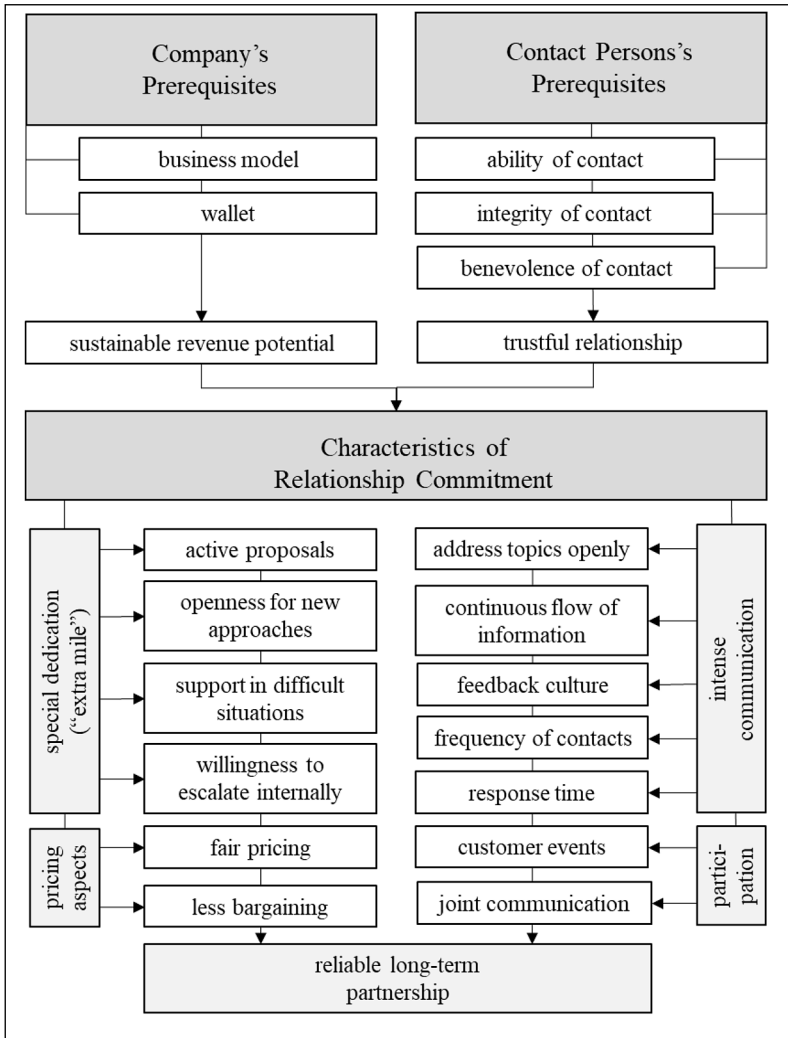 Company’s
Prerequisites
Contact Persons’s
Prerequisites
business model
wallet
ability of contact
integrity of contact
benevolence of contact
sustainable revenue potential
trustful relationship
Characteristics of
Relationship Commitment
special dedication
(“extra mile”)
active proposals
openness for new
approaches
support in difficult
situations
willingness to
escalate internally
pricing
aspects
fair pricing
less bargaining
address topics openly
continuous flow of
information
feedback culture
frequency of contacts
response time
intense
communication
customer events
joint communication
partici-
pation
reliable long-term
partnership